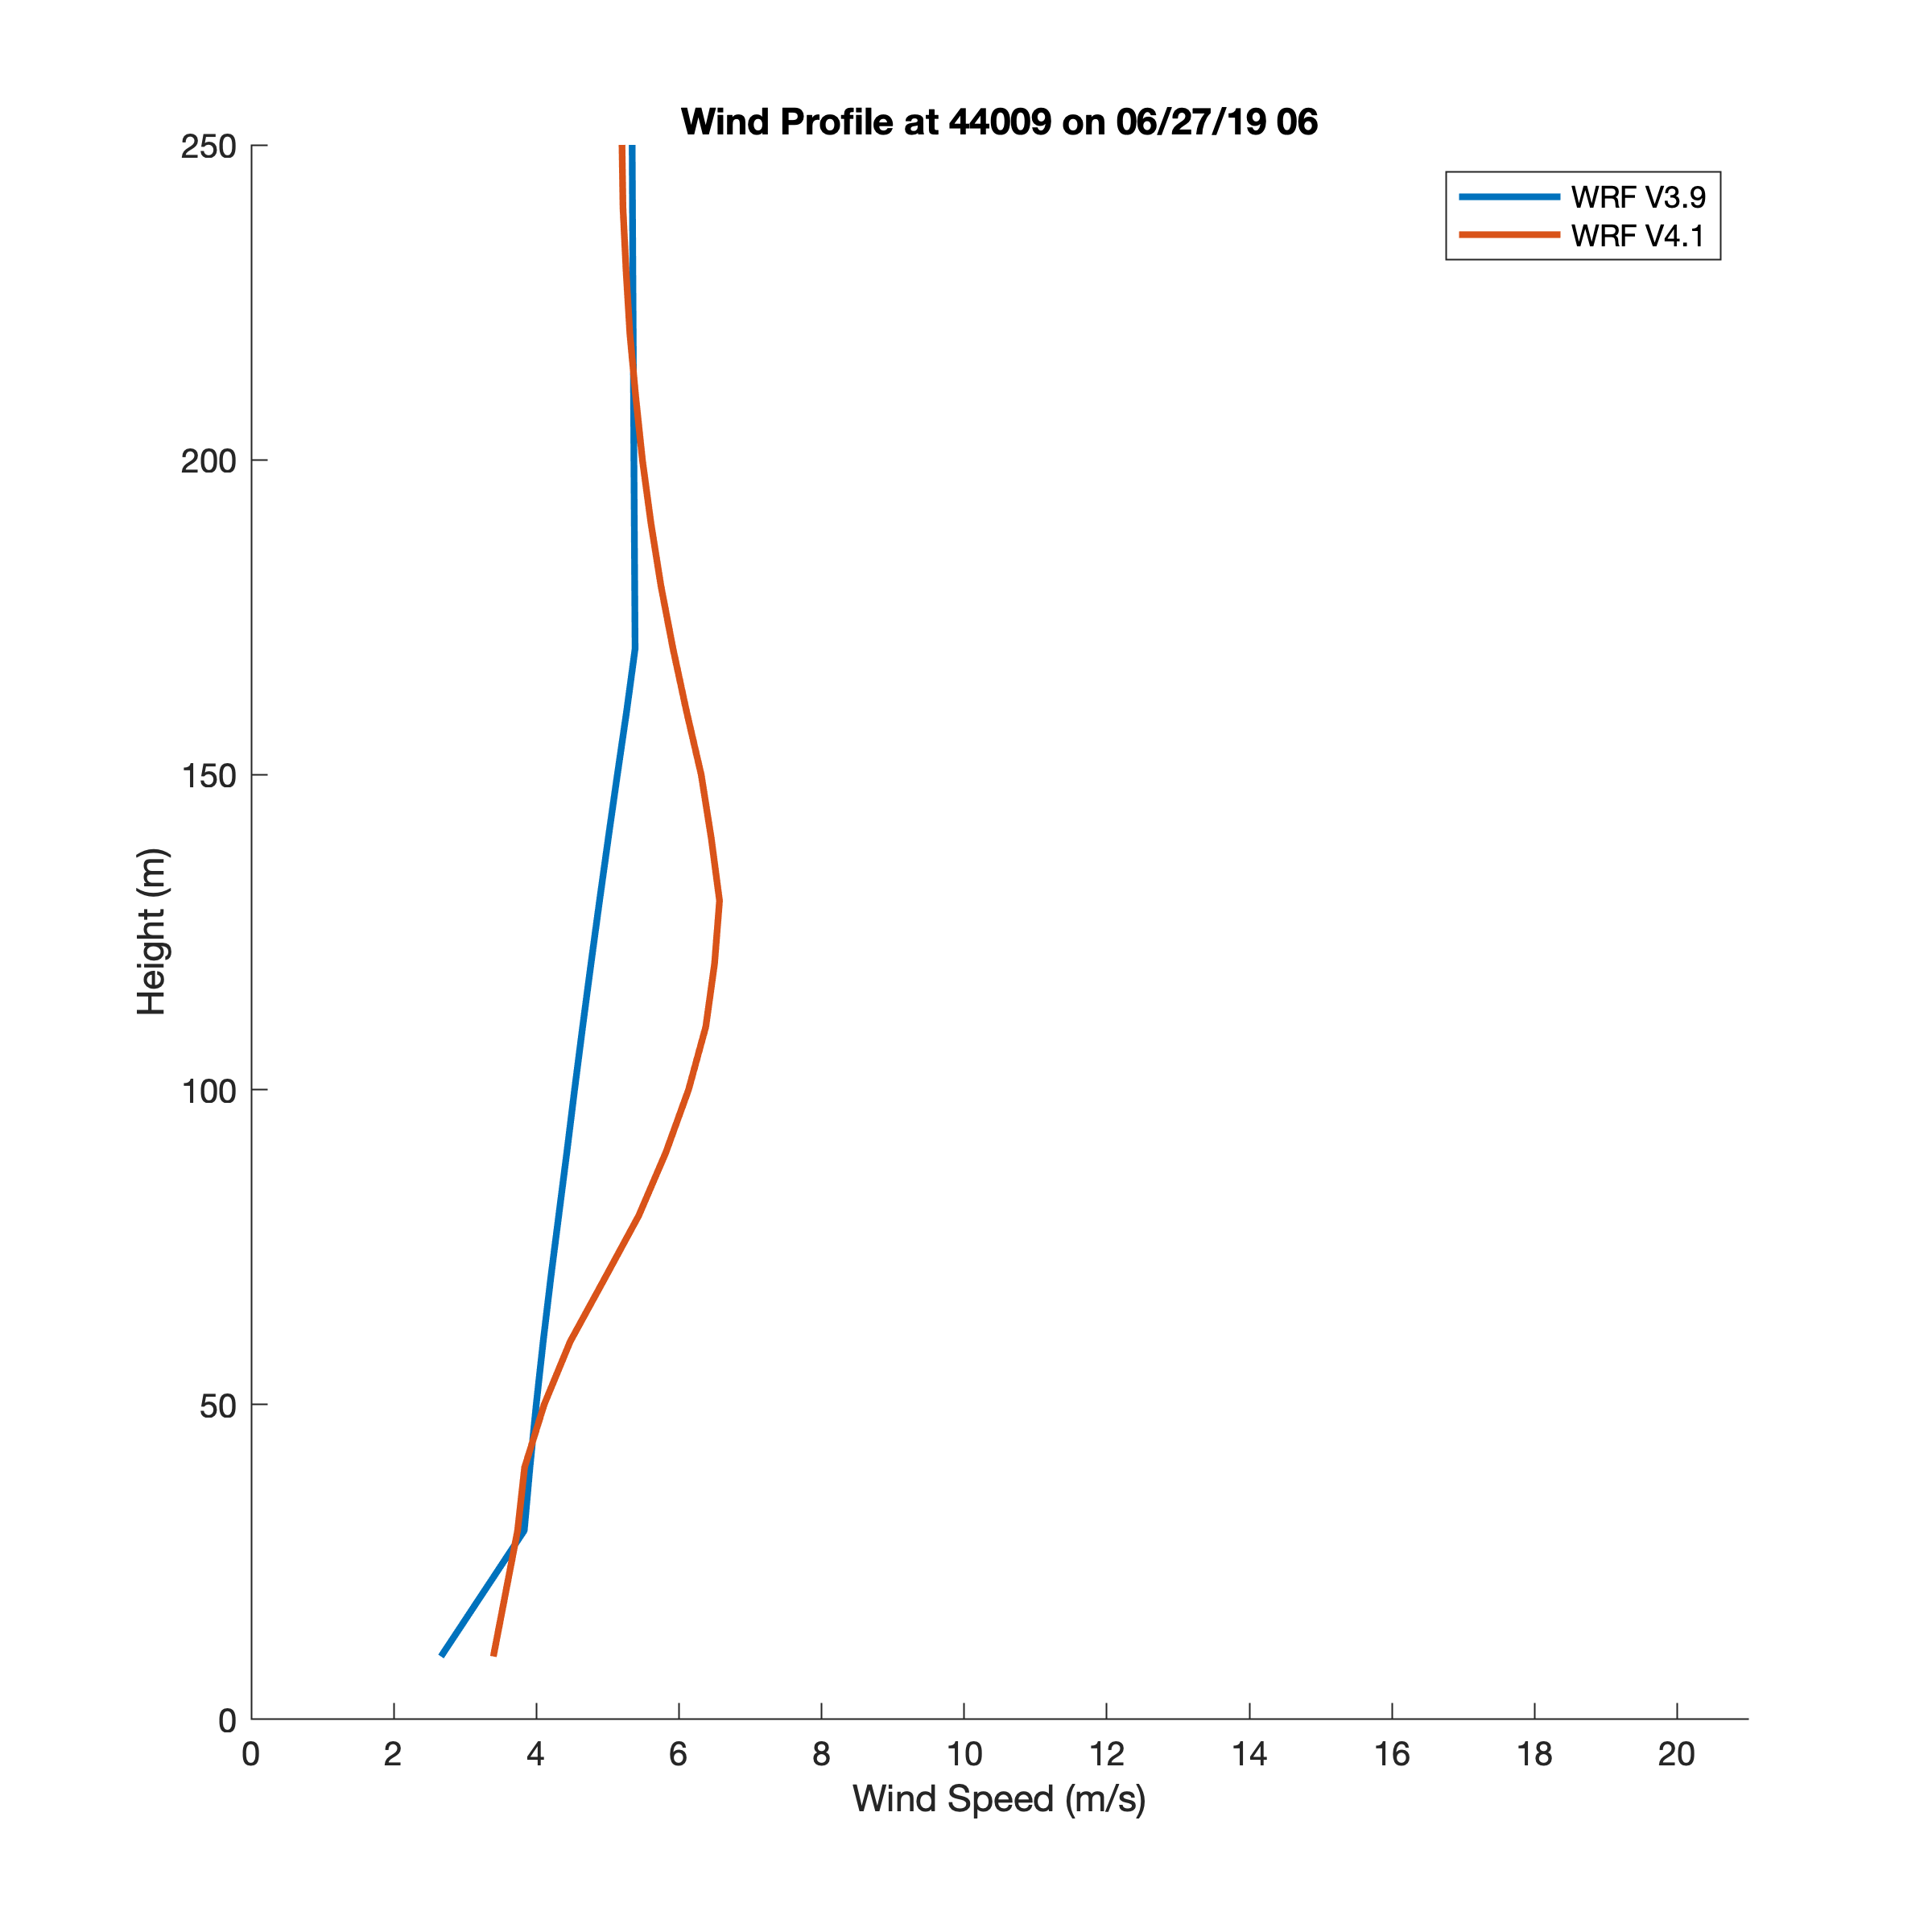 Wind Profile at 44009 on 06/27/19 06
WRF V3.9
WRF V4.1
250
200
150
100
50
0
Height (m)
0 2 4 6 8 10 12 14 16 18 20
Wind Speed (m/s)